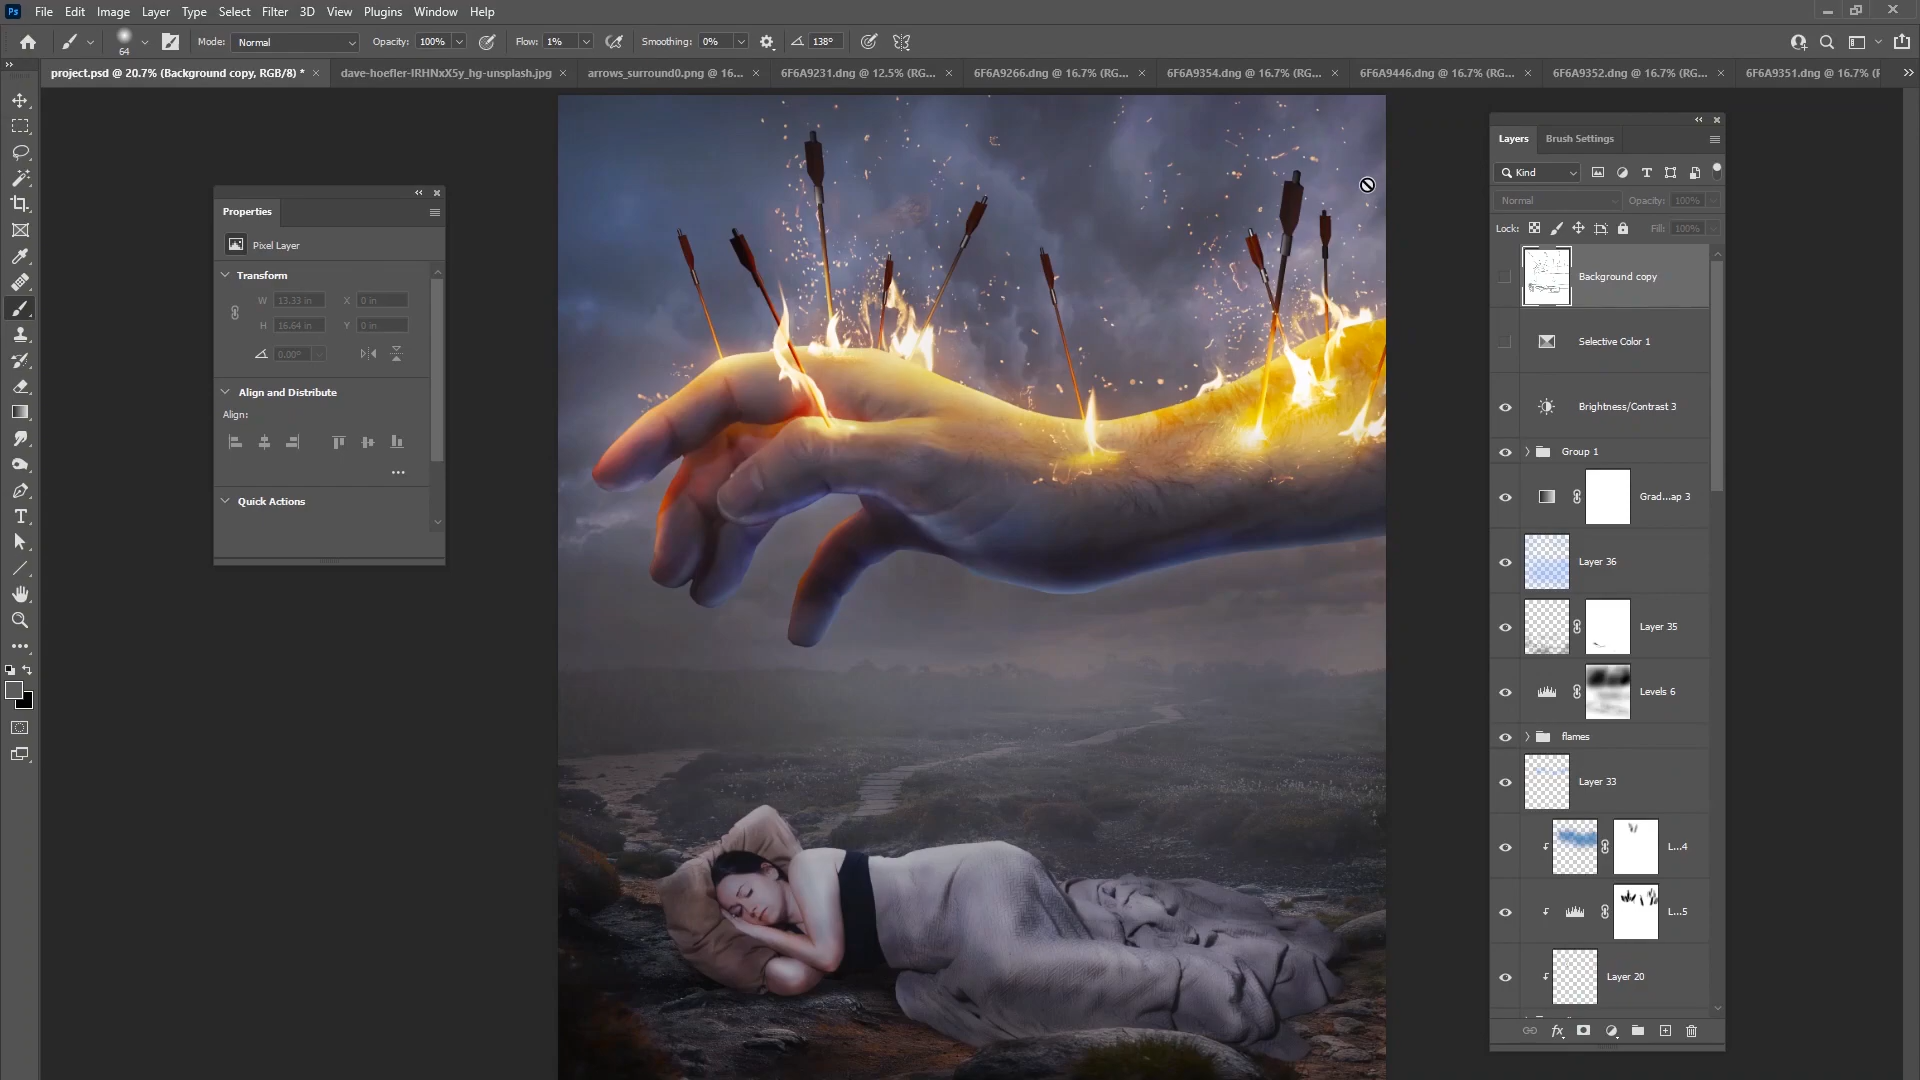 Ps File Edit Image Layer Type Select Filter 3D View Plugins Window Help
64 Mode: Normal Opacity: 100% Flow: 1% Smoothing: 0% 138°
project.psd @ 20.7% (Background copy, RGB/8) * dave-hoefler-IRHNxX5y_hg-unsplash.jpg arrows_surround0.png @ 16... 6F6A9231.dng @ 12.5% (RG... 6F6A9266.dng @ 16.7% (RG... 6F6A9354.dng @ 16.7% (RG... 6F6A9446.dng @ 16.7% (RG... 6F6A9352.dng @ 16.7% (RG... 6F6A9351.dng @ 16.7% (F
Properties
Pixel Layer
Transform
W 13.33 in X 0 in
H 16.64 in Y 0 in
0.00°
Align and Distribute
Align:
Quick Actions
Layers Brush Settings
Kind
Normal Opacity: 100%
Lock: Fill: 100%
Background copy
Selective Color 1
Brightness/Contrast 3
Group 1
Grad...ap 3
Layer 36
Layer 35
Levels 6
flames
Layer 33
L...4
L...5
Layer 20
fx